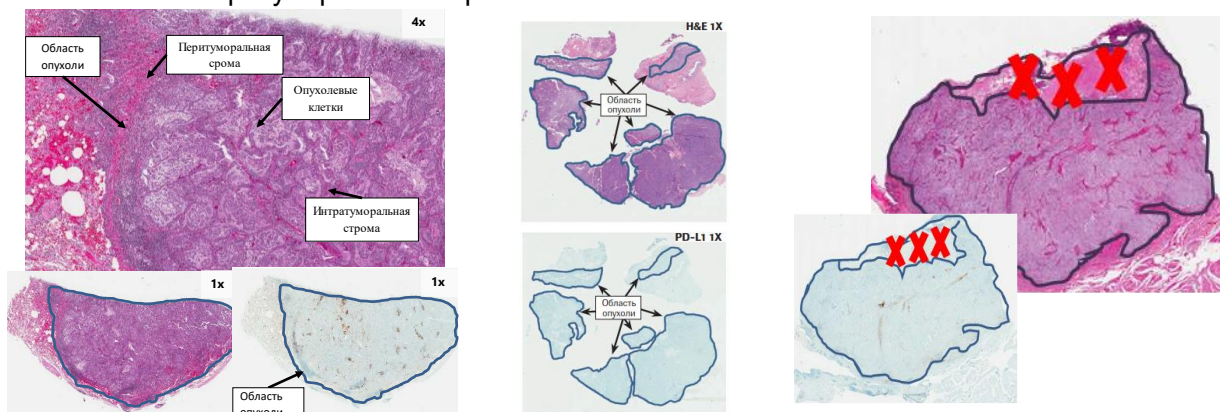 4x
Область
опухоли
Перитуморальная
срома
Опухолевые
клетки
Интратуморальная
строма
1x
1x
Область
H&E 1X
Область
опухоли
PD-L1 1X
Область
опухоли